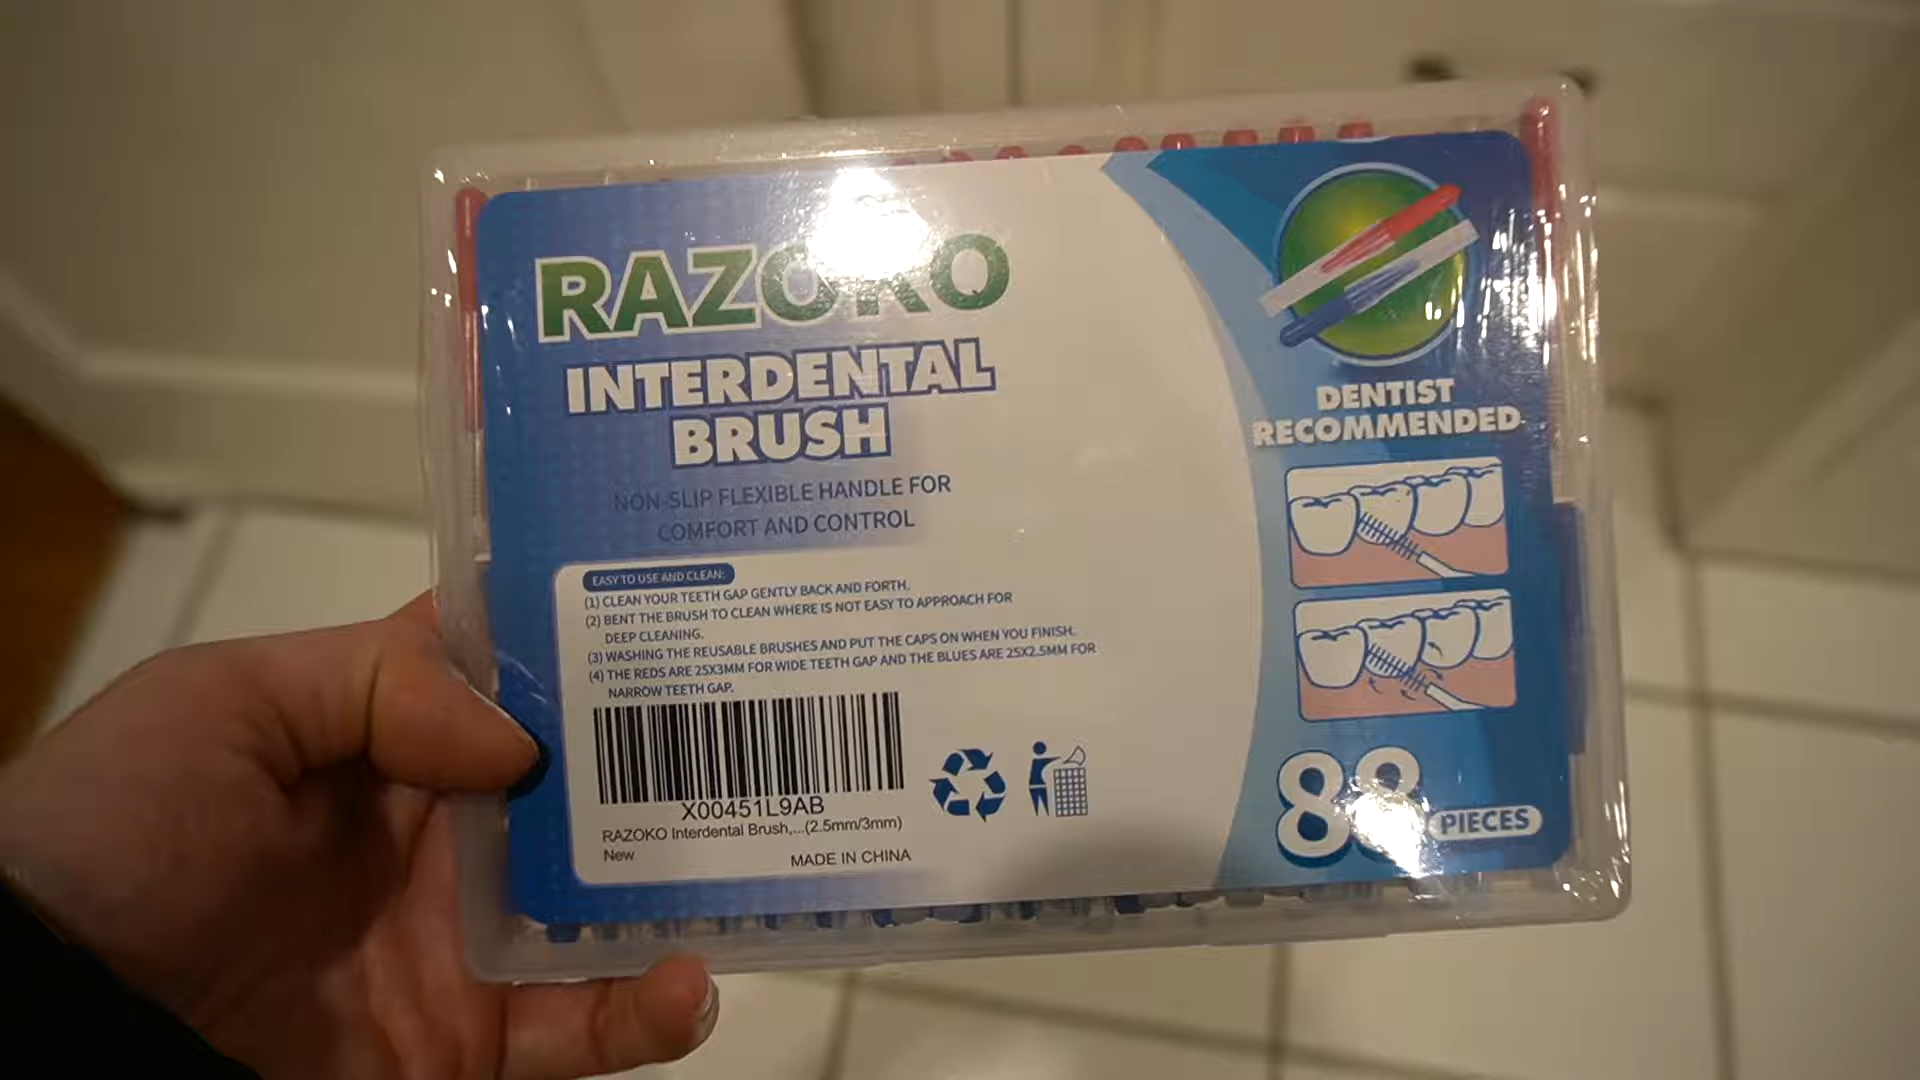 RAZOKO
INTERDENTAL
BRUSH
NON-SLIP FLEXIBLE HANDLE FOR
COMFORT AND CONTROL
EASY TO USE AND CLEAN:
(1) CLEAN YOUR TEETH GAP GENTLY BACK AND FORTH.
(2) BENT THE BRUSH TO CLEAN WHERE IS NOT EASY TO APPROACH FOR
DEEP CLEANING.
(3) WASHING THE REUSABLE BRUSHES AND PUT THE CAPS ON WHEN YOU FINISH.
(4) THE REDS ARE 25X3MM FOR WIDE TEETH GAP AND THE BLUES ARE 25X2.5MM FOR
NARROW TEETH GAP.
X00451L9AB
RAZOKO Interdental Brush,...(2.5mm/3mm)
New
MADE IN CHINA
DENTIST
RECOMMENDED
88 PIECES